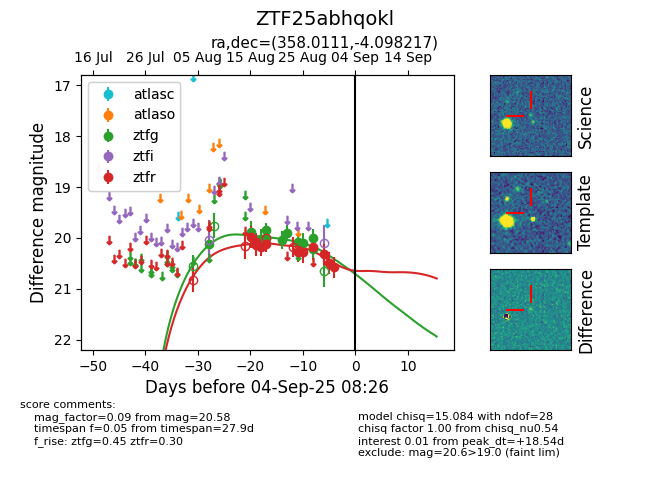 ZTF25abhqokl
ra,dec=(358.0111,-4.098217)
16 Jul 26 Jul 05 Aug 15 Aug 25 Aug 04 Sep 14 Sep
17
18
19
20
21
22
Difference magnitude
atlasc
atlaso
ztfg
ztfi
ztfr
−50 −40 −30 −20 −10 0 10
Days before 04-Sep-25 08:26
Science
Template
Difference
score comments:
mag_factor=0.09 from mag=20.58
timespan f=0.05 from timespan=27.9d
f_rise: ztfg=0.45 ztfr=0.30
model chisq=15.084 with ndof=28
chisq factor 1.00 from chisq_nu0.54
interest 0.01 from peak_dt=+18.54d
exclude: mag=20.6>19.0 (faint lim)